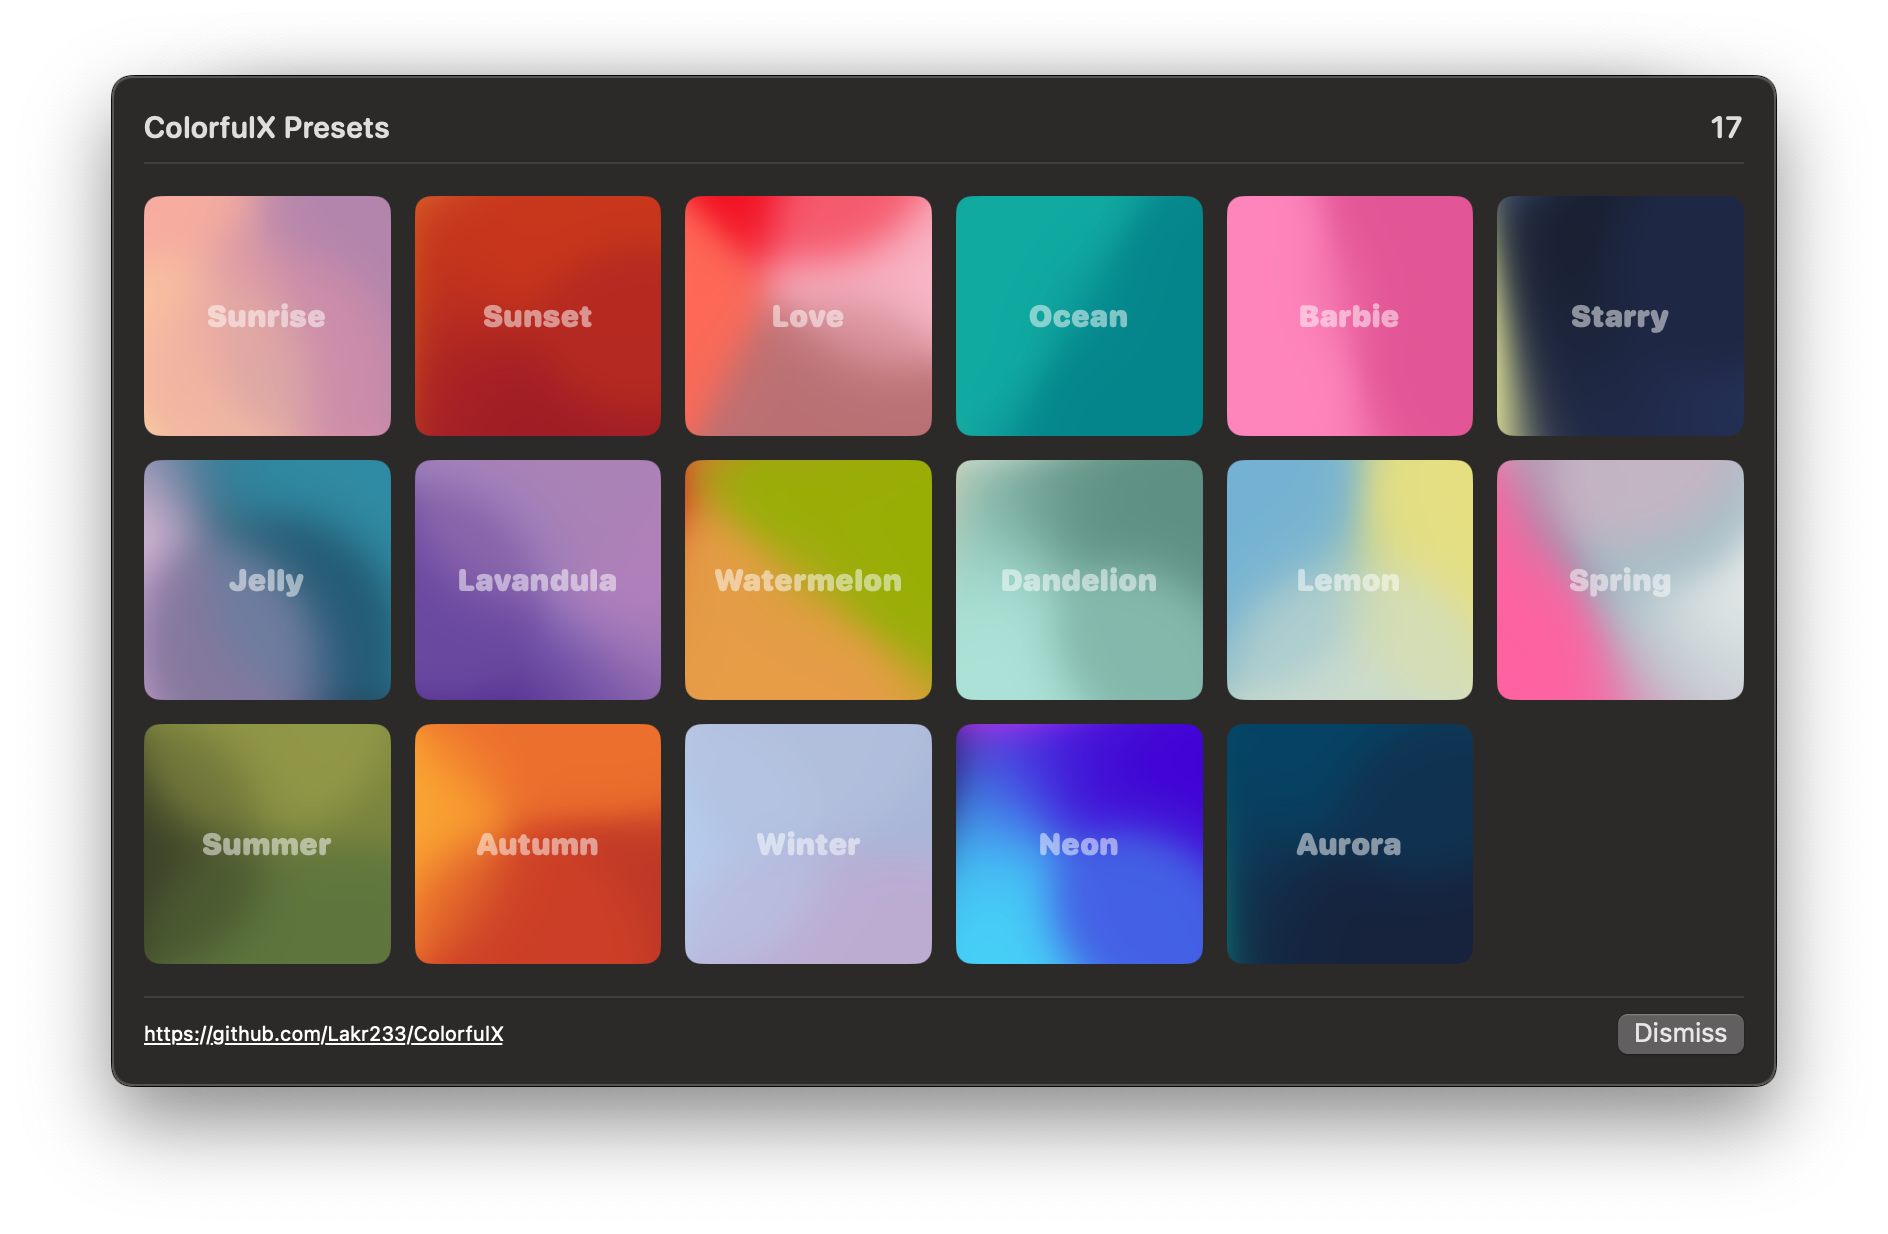 ColorfulX Presets 17
Sunrise Sunset Love Ocean Barbie Starry
Jelly Lavandula Watermelon Dandelion Lemon Spring
Summer Autumn Winter Neon Aurora
https://github.com/Lakr233/ColorfulX Dismiss